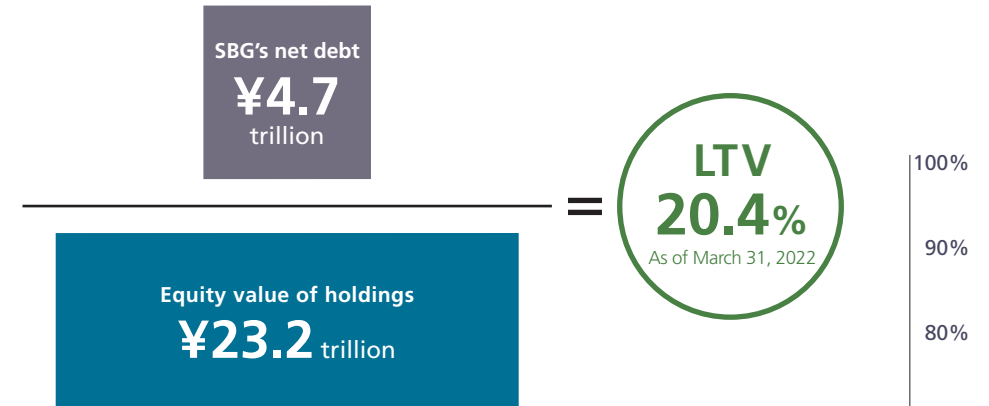 SBG’s net debt
¥4.7
trillion
Equity value of holdings
¥23.2 trillion
=
LTV
20.4%
As of March 31, 2022
100%
90%
80%